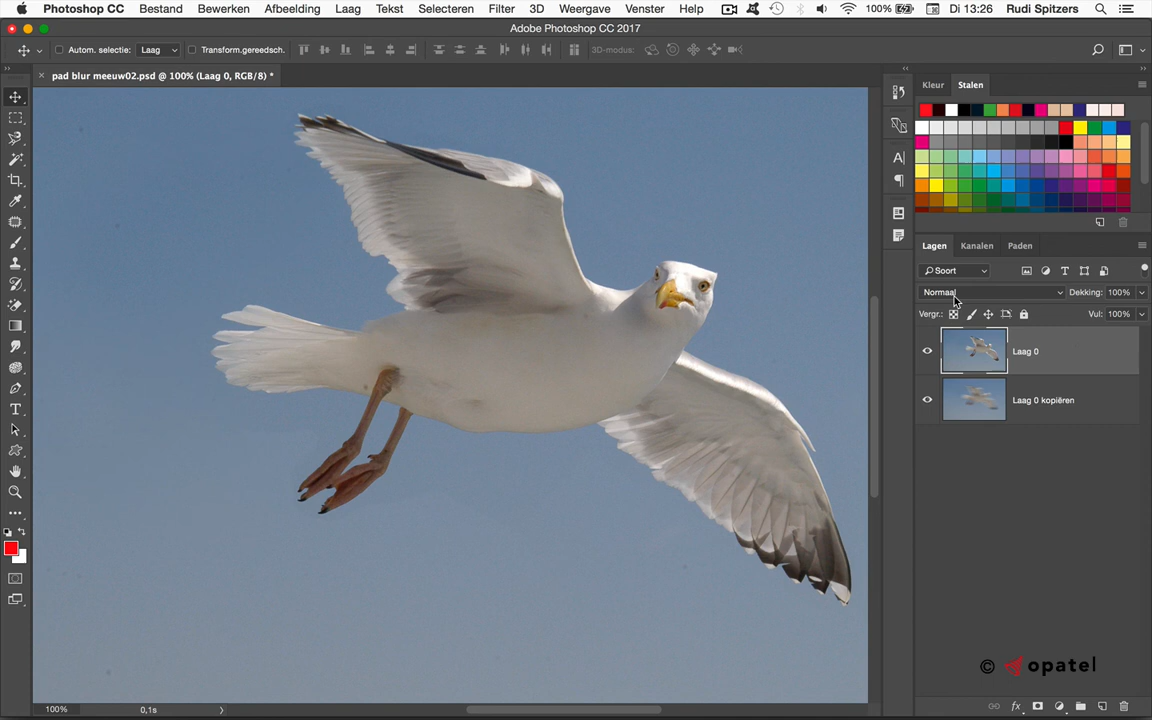 Photoshop CC Bestand Bewerken Afbeelding Laag Tekst Selecteren Filter 3D Weergave Venster Help 100% Di 13:26 Rudi Spitzers
Adobe Photoshop CC 2017
Autom. selectie: Laag Transform.gereedsch. 3D-modus:
pad blur meeuw02.psd @ 100% (Laag 0, RGB/8) *
Kleur Stalen
Lagen Kanalen Paden
Soort
Normaal Dekking: 100%
Vergr.: Vul: 100%
Laag 0
Laag 0 kopiëren
© opatel
100% 0,1s
fx